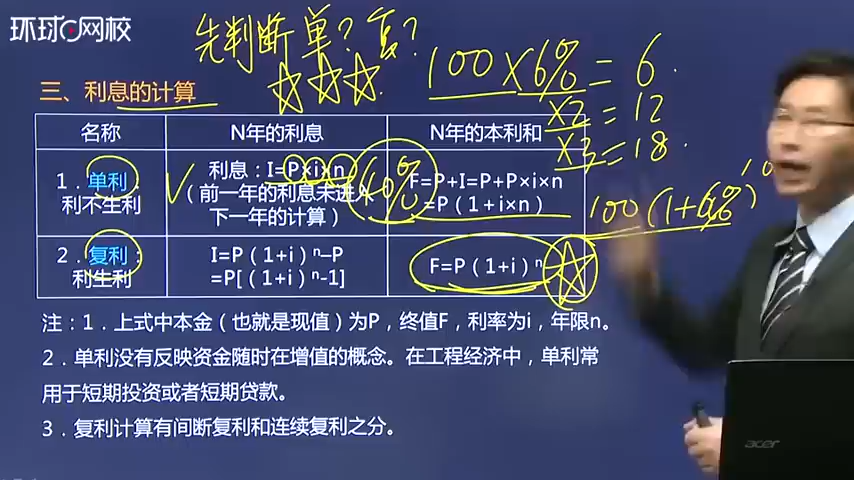 环球网校
先判断单?复?
100×6%=6
×2=12
×3=18
三、利息的计算
名称 N年的利息 N年的本利和
1．单利：
利不生利
利息：I=P×i×n
（前一年的利息未进入
下一年的计算）
F=P+I=P+P×i×n
=P（1+i×n）
100(1+6%)10
2．复利：
利生利
I=P（1+i）ⁿ–P
=P[（1+i）ⁿ-1]
F=P（1+i）ⁿ
注：1．上式中本金（也就是现值）为P，终值F，利率为i，年限n。
2．单利没有反映资金随时在增值的概念。在工程经济中，单利常
用于短期投资或者短期贷款。
3．复利计算有间断复利和连续复利之分。
acer